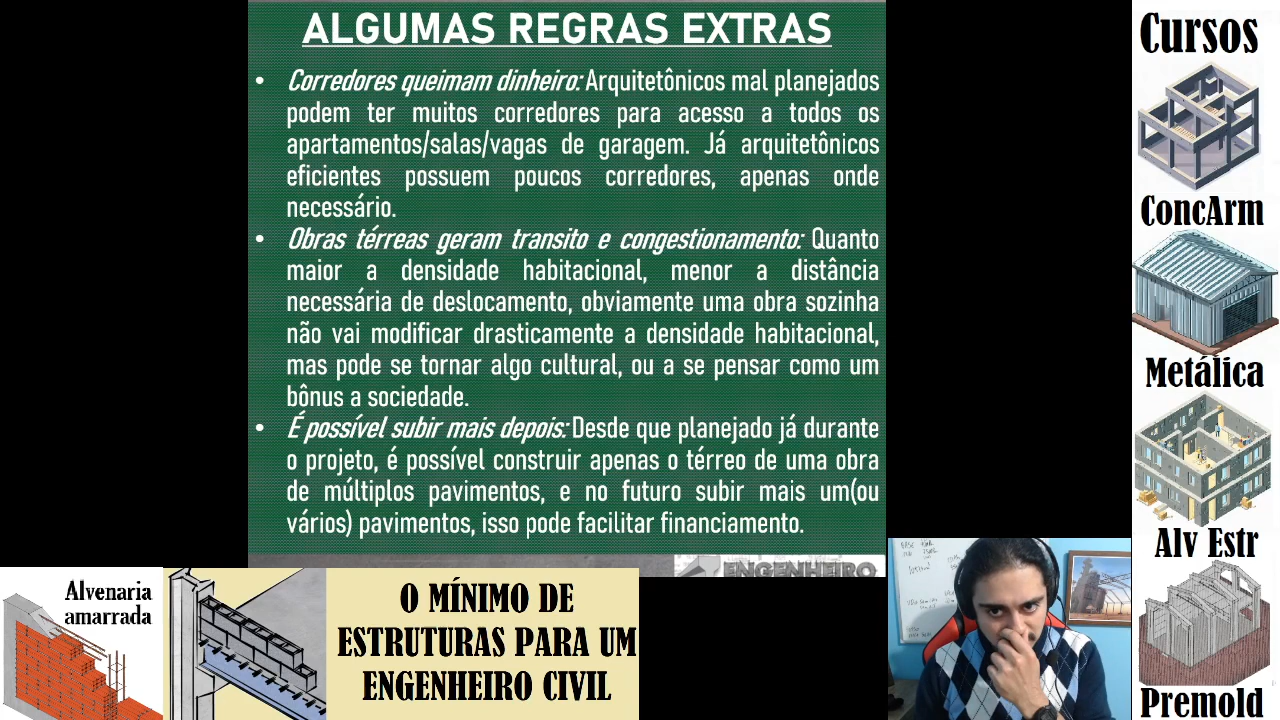 ALGUMAS REGRAS EXTRAS
• Corredores queimam dinheiro: Arquitetônicos mal planejados
podem ter muitos corredores para acesso a todos os
apartamentos/salas/vagas de garagem. Já arquitetônicos
eficientes possuem poucos corredores, apenas onde
necessário.
• Obras térreas geram transito e congestionamento: Quanto
maior a densidade habitacional, menor a distância
necessária de deslocamento, obviamente uma obra sozinha
não vai modificar drasticamente a densidade habitacional,
mas pode se tornar algo cultural, ou a se pensar como um
bônus a sociedade.
• É possível subir mais depois: Desde que planejado já durante
o projeto, é possível construir apenas o térreo de uma obra
de múltiplos pavimentos, e no futuro subir mais um(ou
vários) pavimentos, isso pode facilitar financiamento.
ENGENHEIRO
Cursos
ConcArm
Metálica
Alv Estr
Premold
Alvenaria
amarrada
O MÍNIMO DE
ESTRUTURAS PARA UM
ENGENHEIRO CIVIL